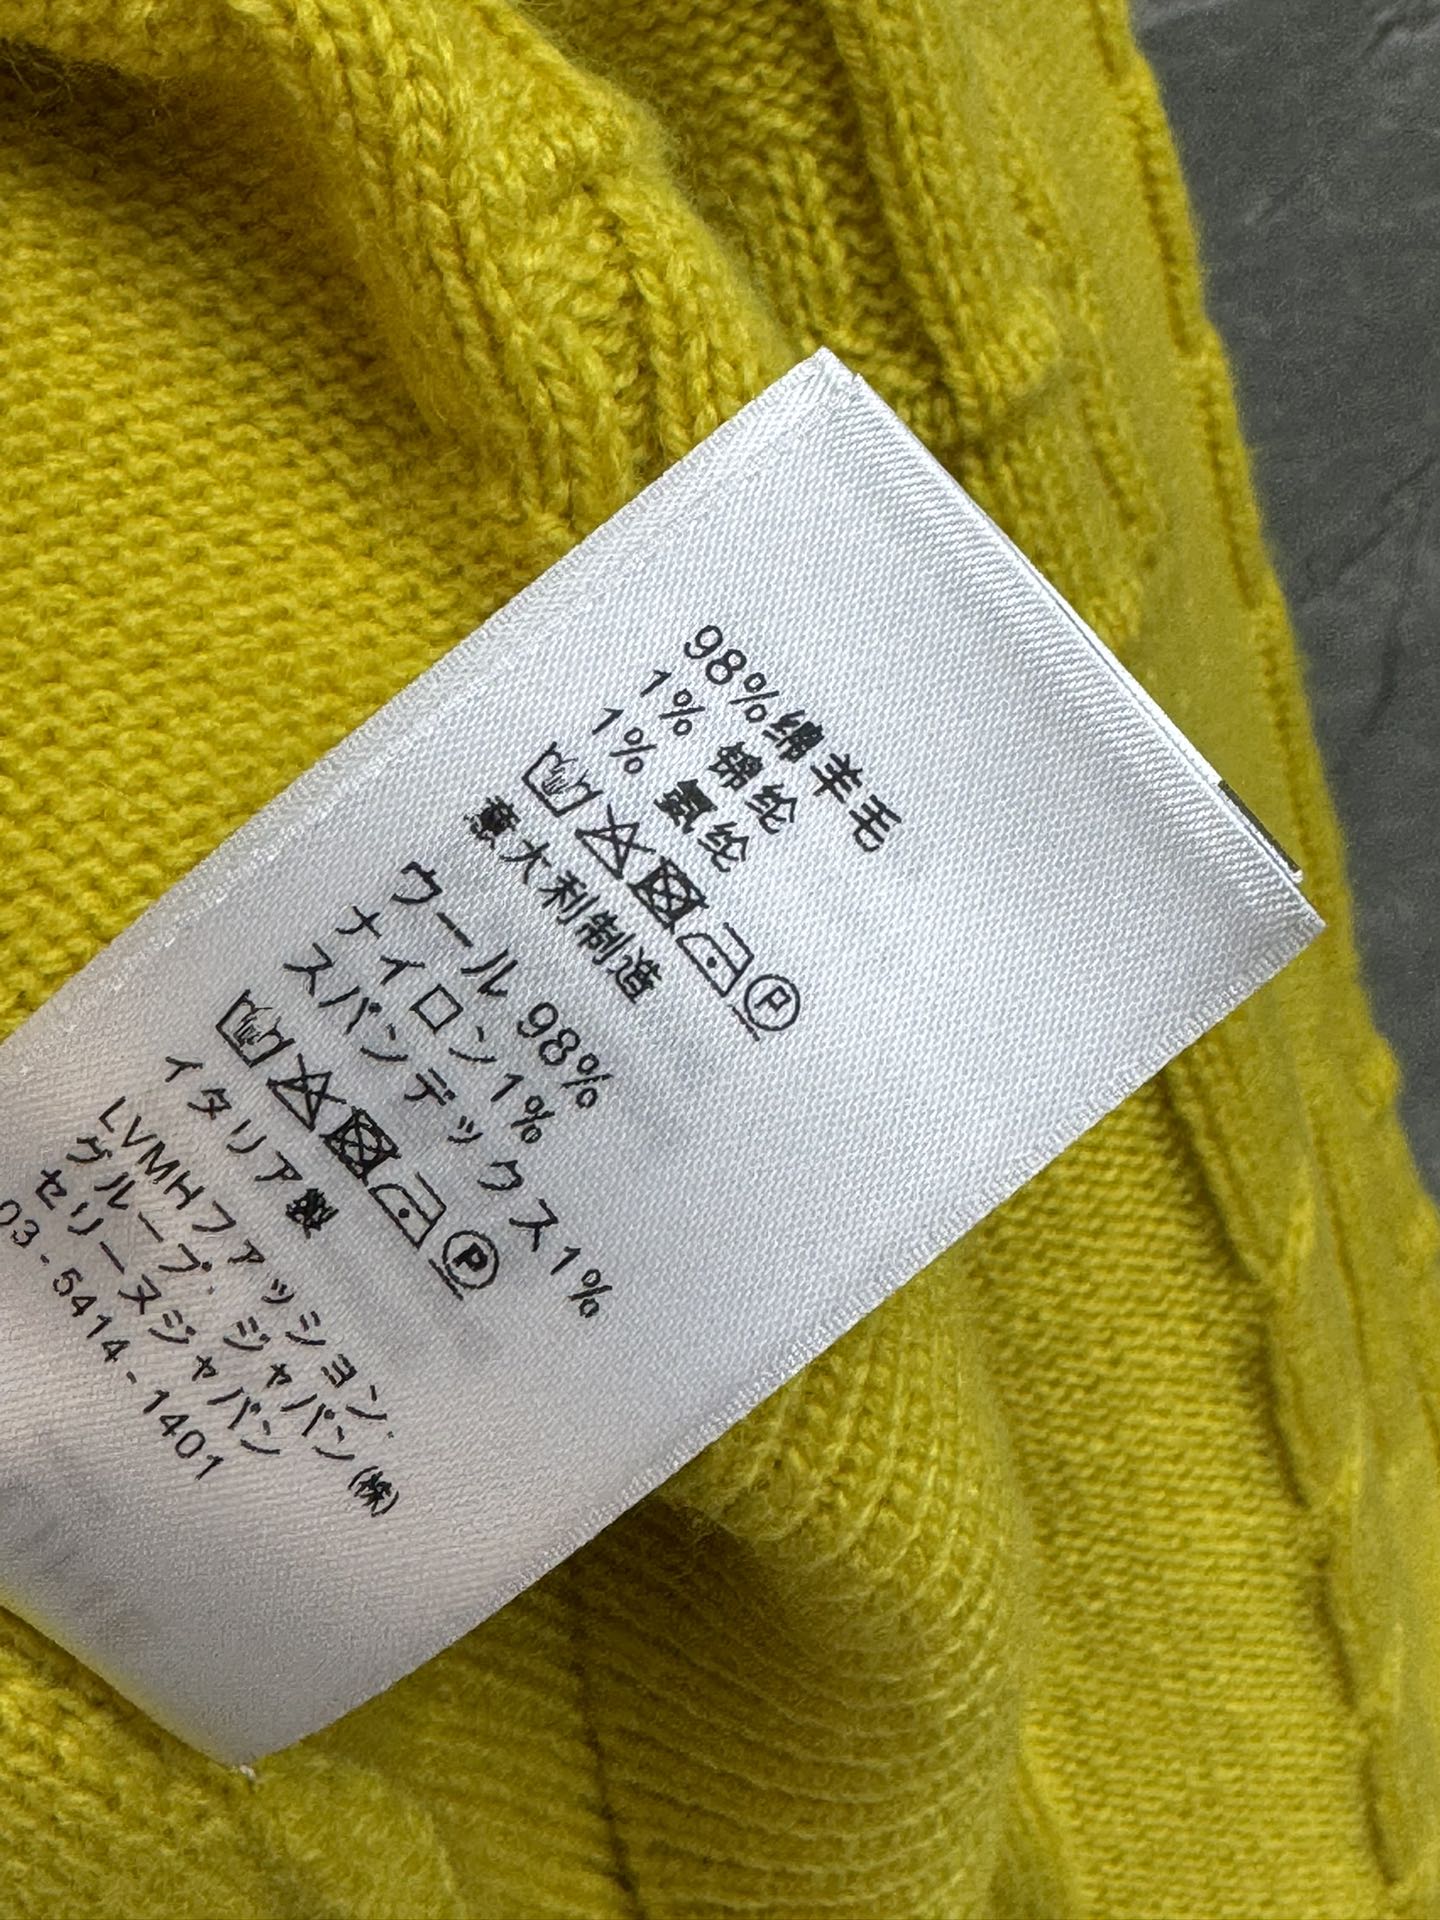 98%绵羊毛
1% 锦纶
1% 氨纶
P
意大利制造
ウール 98%
ナイロン1%
スパンデックス1%
P
イタリア製
LVMHファッション.
グループ.ジャパン(株)
セリーヌジャパン
03-5414-1401